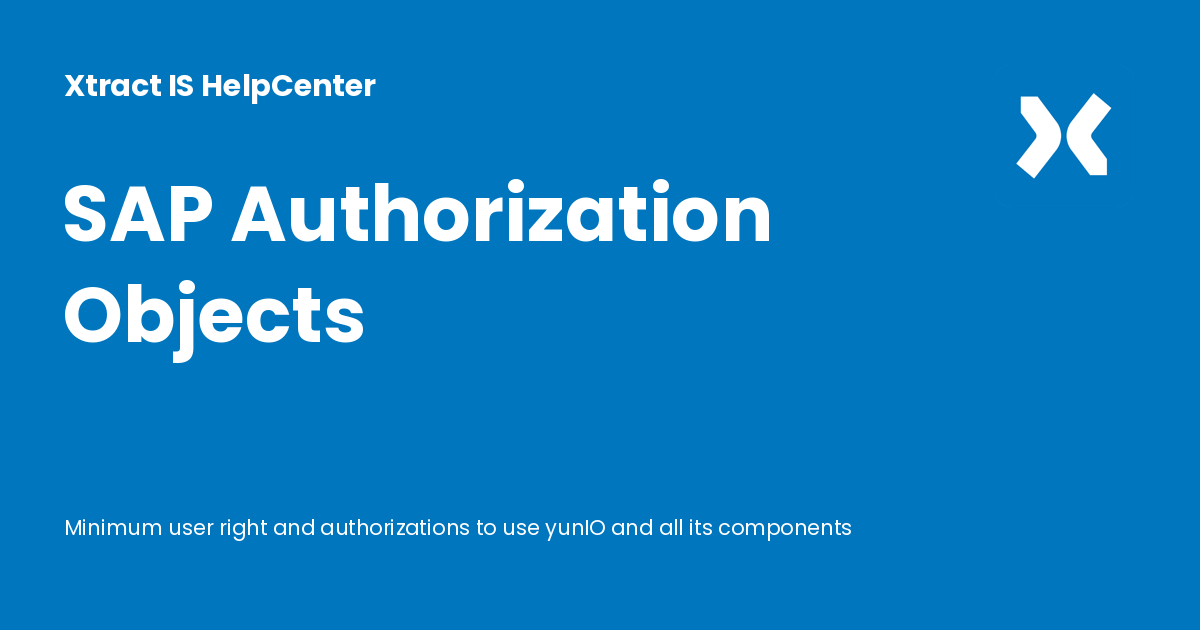 Xtract IS HelpCenter
SAP Authorization
Objects
Minimum user right and authorizations to use yunIO and all its components